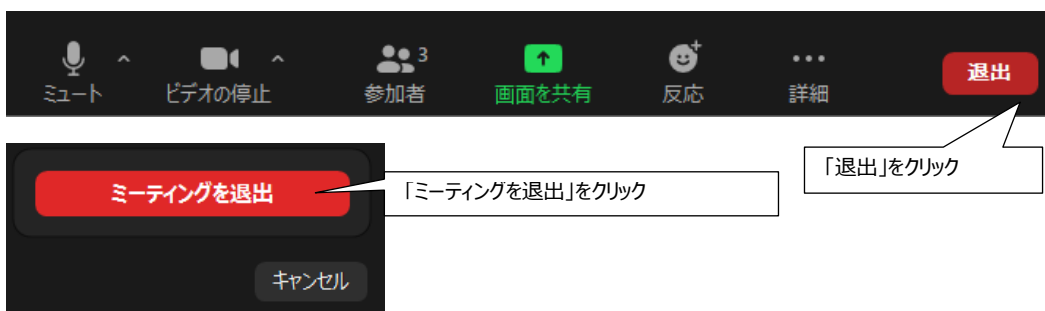 3
ミュート ビデオの停止 参加者 画面を共有 反応 詳細 退出
「退出」をクリック
ミーティングを退出 「ミーティングを退出」をクリック
キャンセル